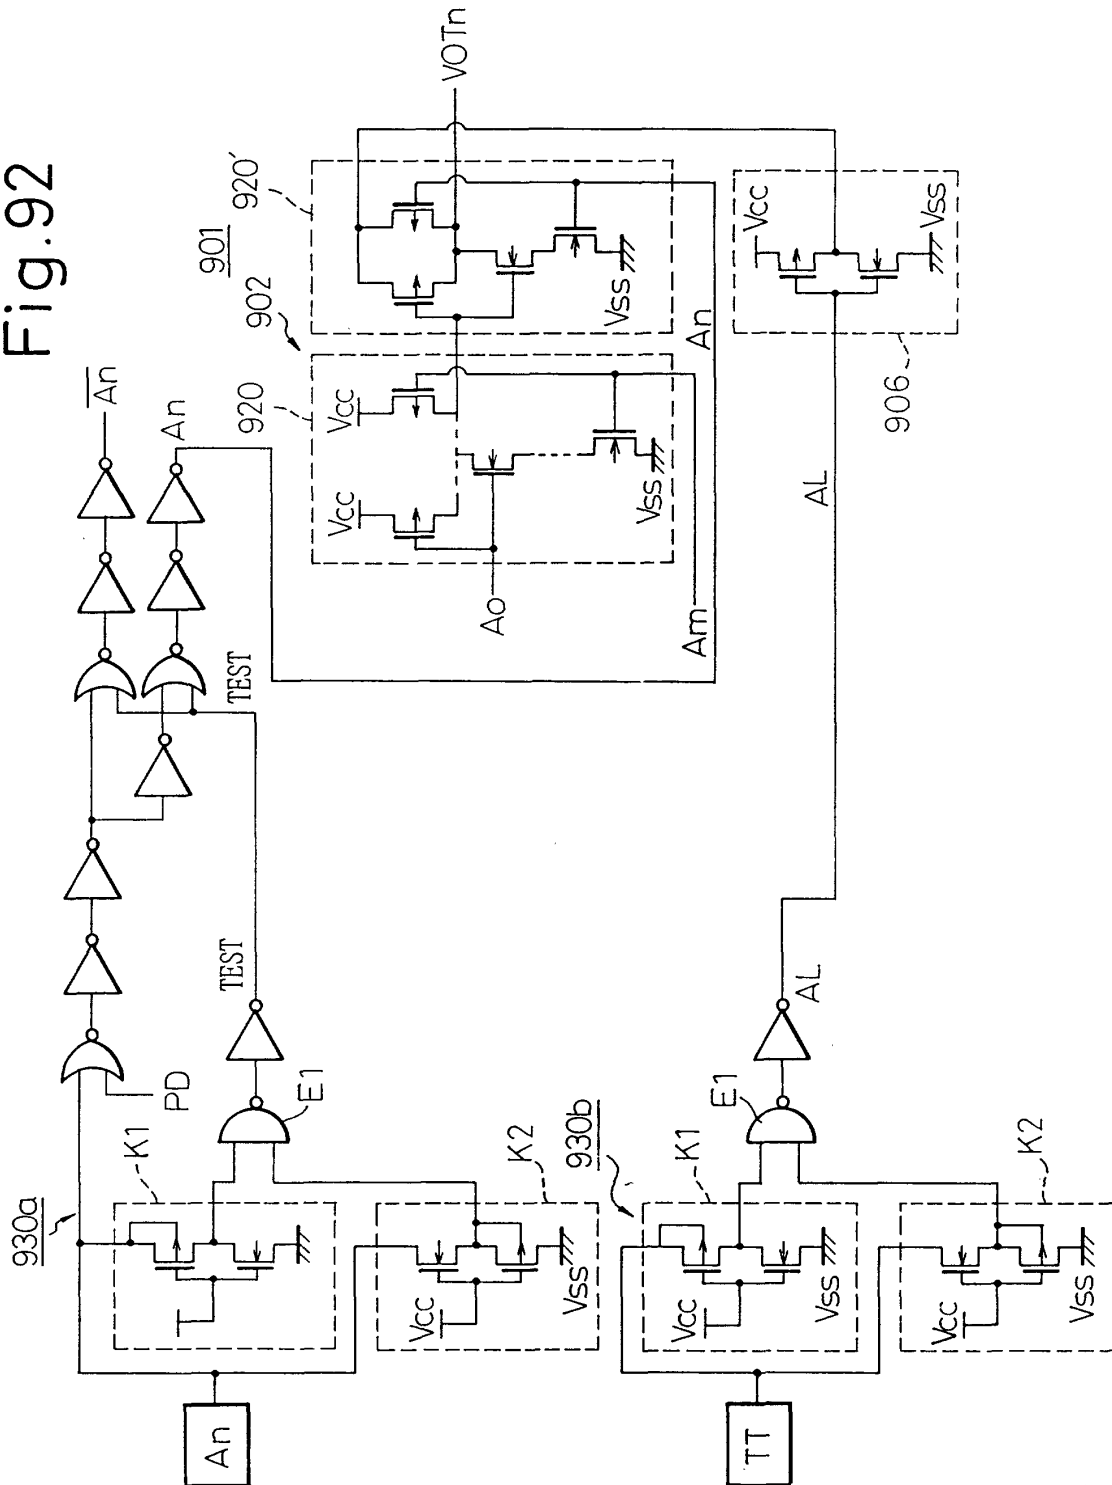 Fig.92
An
An
901
902
920
920´
VOTn
Vcc
Vcc
Vss
Vss
Ao
Am
An
TEST
TEST
PD
930a
K1
E1
K2
Vcc
Vss
An
930b
K1
E1
AL
AL
Vcc
Vss
906
Vcc
Vss
K2
Vcc
Vss
TT